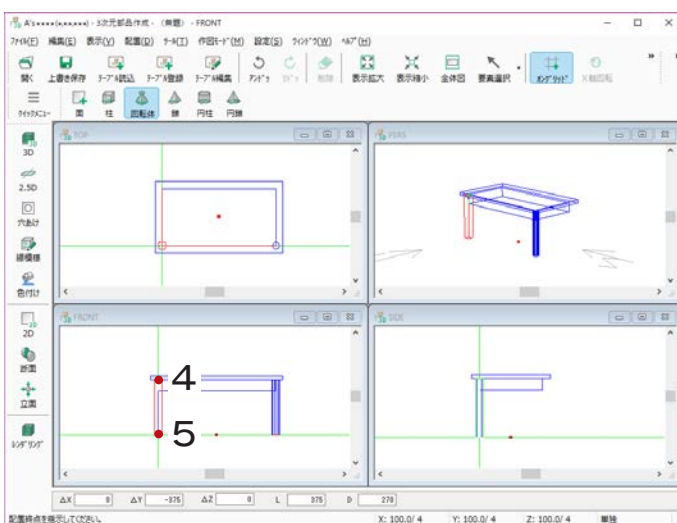 A's●●●●(●.●●.●●●) - 3次元部品作成 - (無題) - FRONT
ﾌｧｲﾙ(F) 編集(E) 表示(V) 配置(D) ﾂｰﾙ(T) 作図ﾓｰﾄﾞ(M) 設定(S) ｳｨﾝﾄﾞｳ(W) ﾍﾙﾌﾟ(H)
開く 上書き保存 ﾃｰﾌﾞﾙ読込 ﾃｰﾌﾞﾙ登録 ﾃｰﾌﾞﾙ編集 ｱﾝﾄﾞｩ ﾘﾄﾞｩ 削除 表示拡大 表示縮小 全体図 要素選択 ｵﾝｸﾞﾘｯﾄﾞ X軸回転
ｸｲｯｸﾒﾆｭｰ 面 柱 回転体 錐 円柱 円錐
3D
2.5D
穴あけ
線模様
色付け
2D
断面
立面
ﾚﾝﾀﾞﾘﾝｸﾞ
TOP
PERS
FRONT
4
5
SIDE
ΔX 0 ΔY -375 ΔZ 0 L 375 D 270
配置終点を指示してください。 X: 100.0/ 4 Y: 100.0/ 4 Z: 100.0/ 4 単独